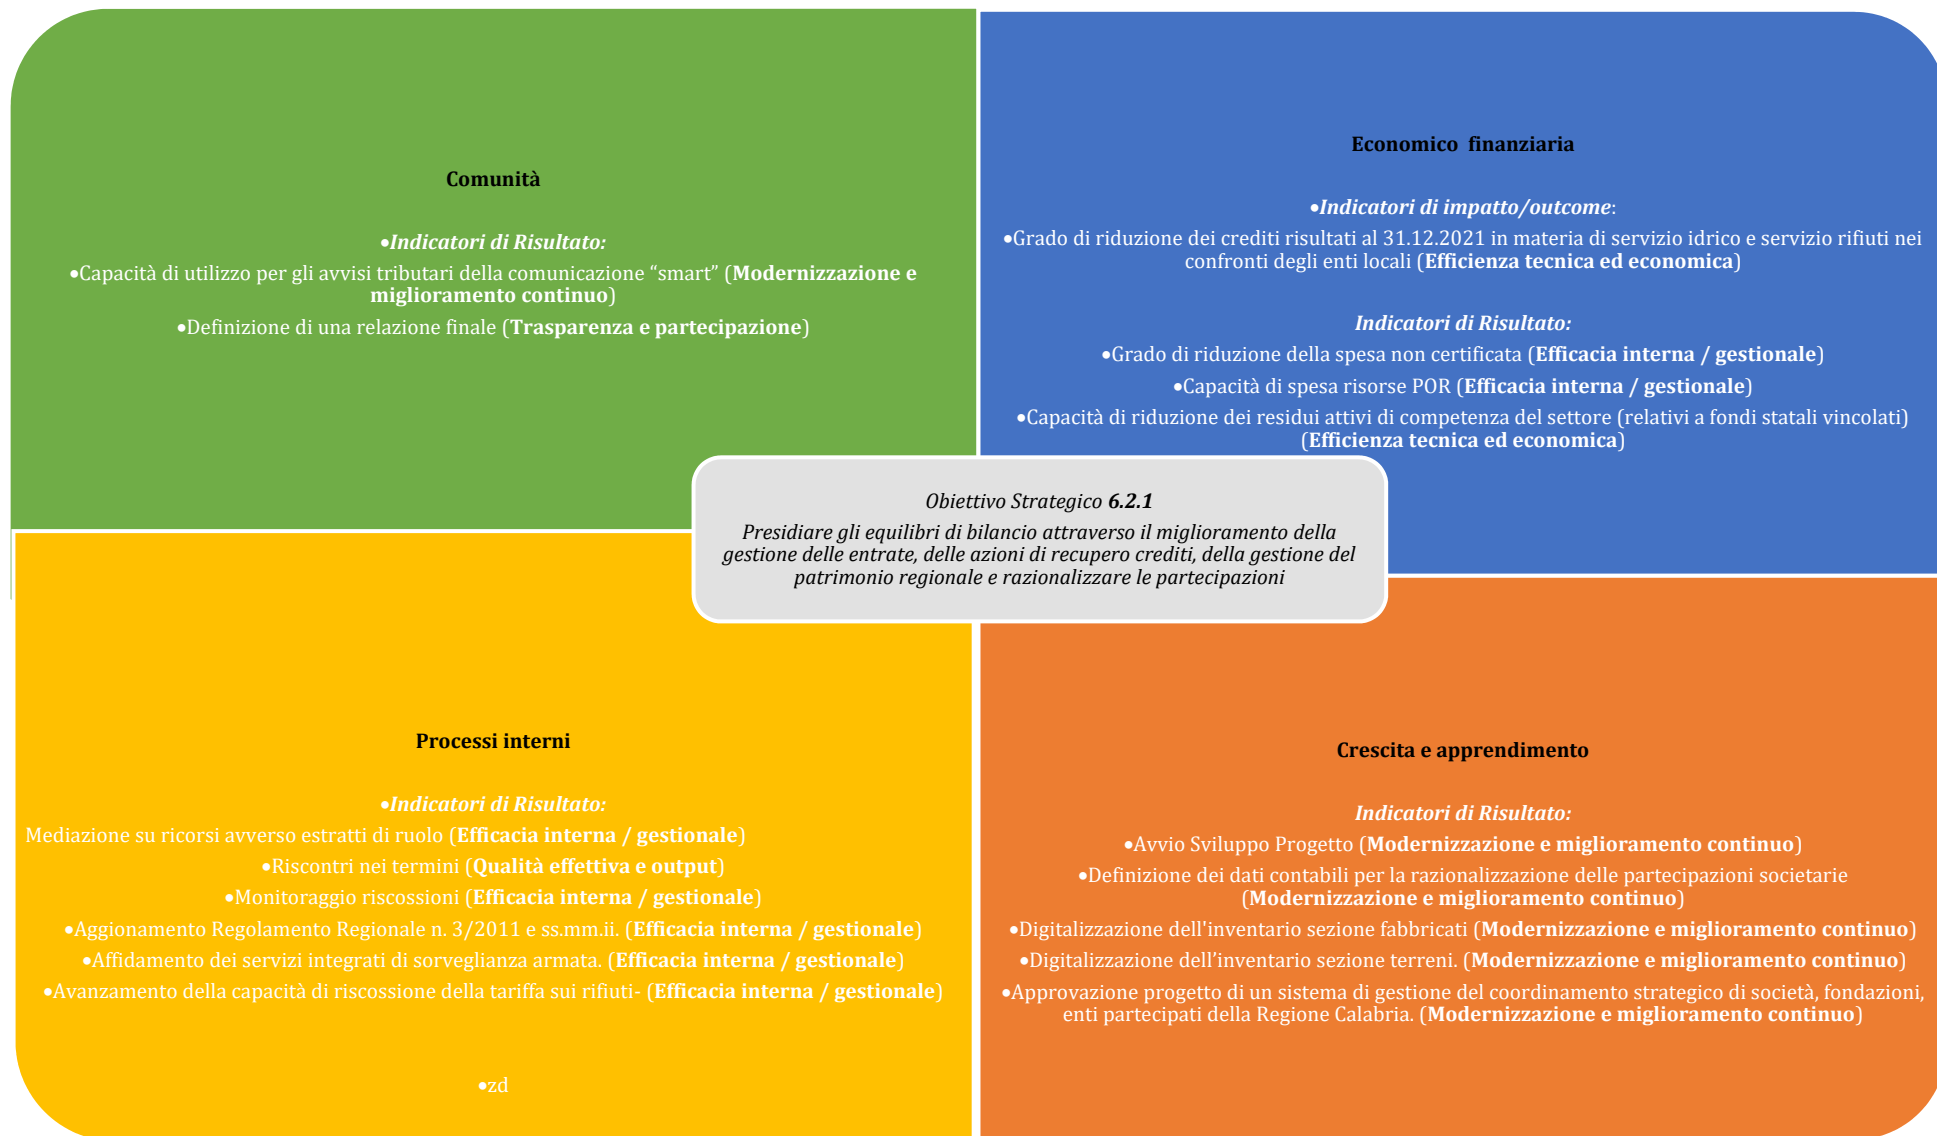 Comunità
•Indicatori di Risultato:
•Capacità di utilizzo per gli avvisi tributari della comunicazione “smart” (Modernizzazione e
miglioramento continuo)
•Definizione di una relazione finale (Trasparenza e partecipazione)
Economico  finanziaria
•Indicatori di impatto/outcome:
•Grado di riduzione dei crediti risultati al 31.12.2021 in materia di servizio idrico e servizio rifiuti nei
confronti degli enti locali (Efficienza tecnica ed economica)
Indicatori di Risultato:
•Grado di riduzione della spesa non certificata (Efficacia interna / gestionale)
•Capacità di spesa risorse POR (Efficacia interna / gestionale)
•Capacità di riduzione dei residui attivi di competenza del settore (relativi a fondi statali vincolati)
(Efficienza tecnica ed economica)
Obiettivo Strategico 6.2.1
Presidiare gli equilibri di bilancio attraverso il miglioramento della
gestione delle entrate, delle azioni di recupero crediti, della gestione del
patrimonio regionale e razionalizzare le partecipazioni
Processi interni
•Indicatori di Risultato:
Mediazione su ricorsi avverso estratti di ruolo (Efficacia interna / gestionale)
•Riscontri nei termini (Qualità effettiva e output)
•Monitoraggio riscossioni (Efficacia interna / gestionale)
•Aggionamento Regolamento Regionale n. 3/2011 e ss.mm.ii. (Efficacia interna / gestionale)
•Affidamento dei servizi integrati di sorveglianza armata. (Efficacia interna / gestionale)
•Avanzamento della capacità di riscossione della tariffa sui rifiuti- (Efficacia interna / gestionale)
•zd
Crescita e apprendimento
Indicatori di Risultato:
•Avvio Sviluppo Progetto (Modernizzazione e miglioramento continuo)
•Definizione dei dati contabili per la razionalizzazione delle partecipazioni societarie
(Modernizzazione e miglioramento continuo)
•Digitalizzazione dell'inventario sezione fabbricati (Modernizzazione e miglioramento continuo)
•Digitalizzazione dell’inventario sezione terreni. (Modernizzazione e miglioramento continuo)
•Approvazione progetto di un sistema di gestione del coordinamento strategico di società, fondazioni,
enti partecipati della Regione Calabria. (Modernizzazione e miglioramento continuo)